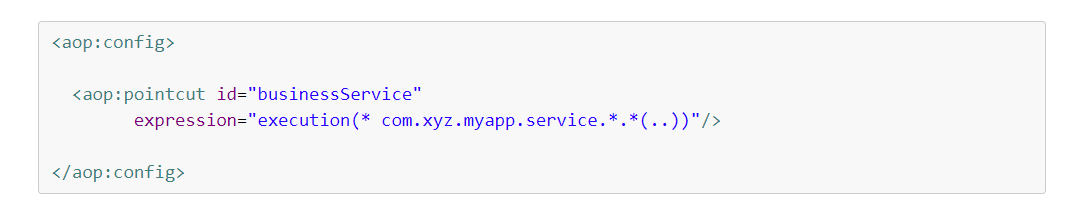 <aop:config>
<aop:pointcut id="businessService"
expression="execution(* com.xyz.myapp.service.*.*(..))"/>
</aop:config>